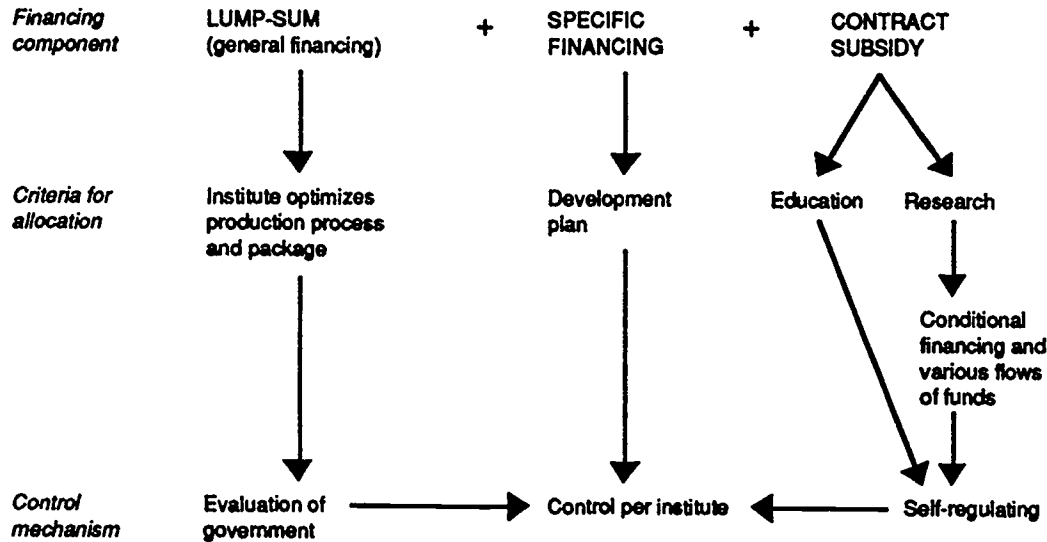 Financing component
LUMP-SUM (general financing)
+
SPECIFIC FINANCING
+
CONTRACT SUBSIDY
Criteria for allocation
Institute optimizes production process and package
Development plan
Education
Research
Conditional financing and various flows of funds
Control mechanism
Evaluation of government
Control per institute
Self-regulating